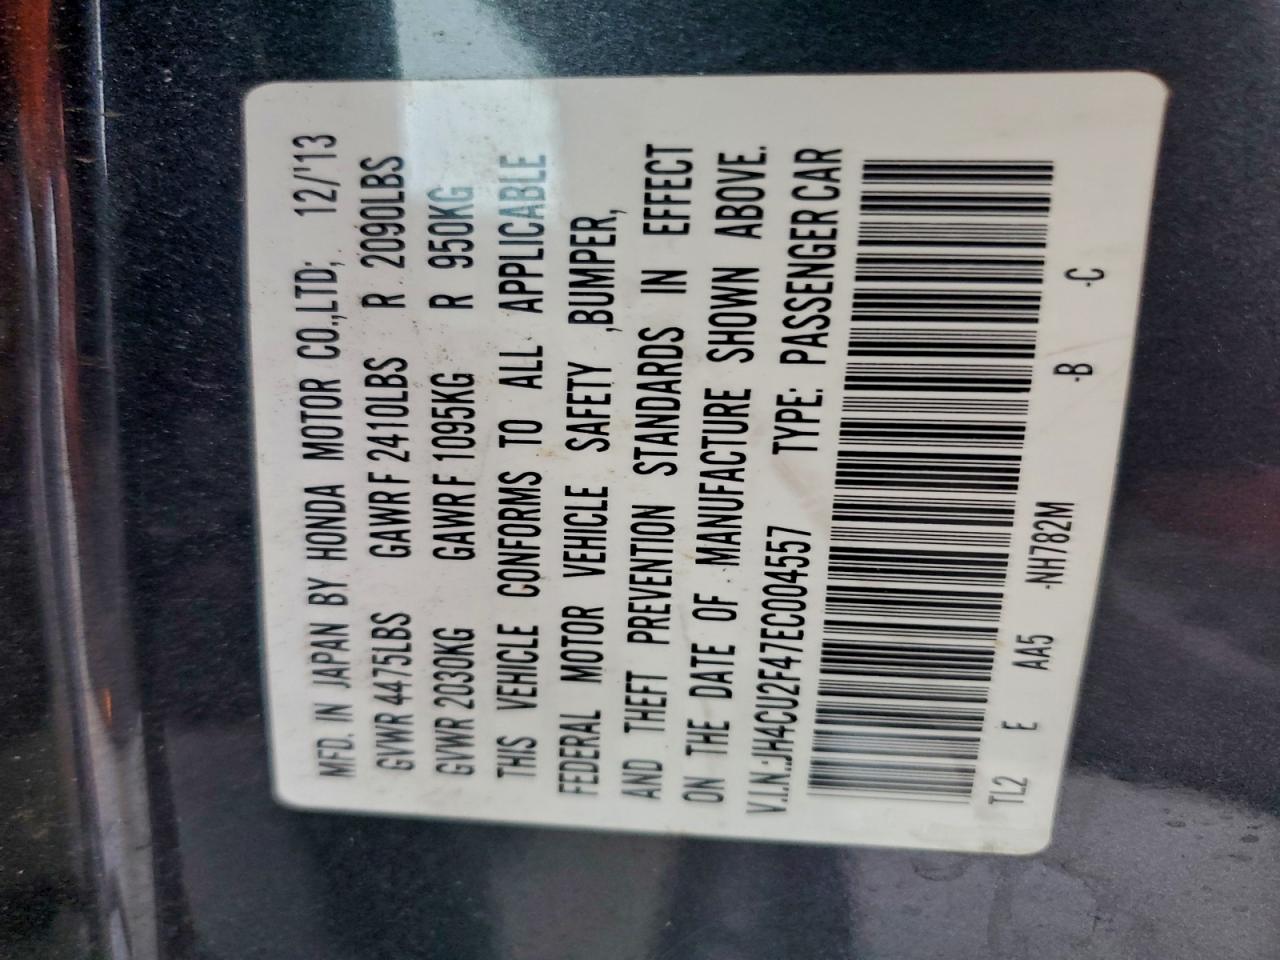 MFD. IN JAPAN BY HONDA MOTOR CO.,LTD; 12/'13
GVWR 4475LBS GAWR F 2410LBS R 2090LBS
GVWR 2030KG GAWR F 1095KG R 950KG
THIS VEHICLE CONFORMS TO ALL APPLICABLE
FEDERAL MOTOR VEHICLE SAFETY ,BUMPER,
AND THEFT PREVENTION STANDARDS IN EFFECT
ON THE DATE OF MANUFACTURE SHOWN ABOVE.
V.I.N.:JH4CU2F47EC004557 TYPE: PASSENGER CAR
TL2 E AA5 -NH782M -B -C